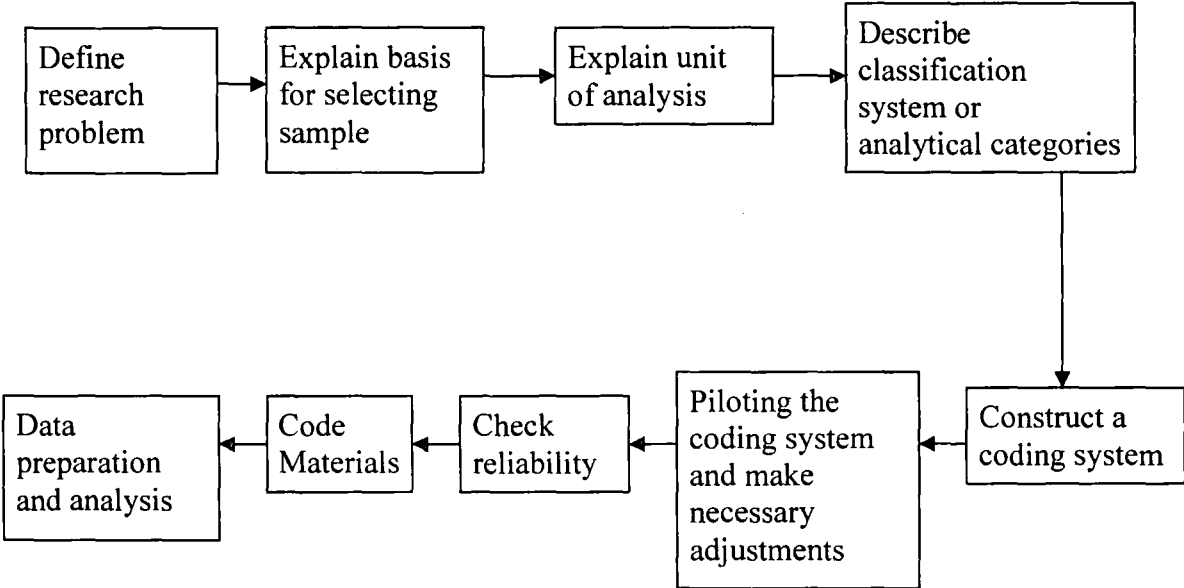 Define
research
problem
Explain basis
for selecting
sample
Explain unit
of analysis
Describe
classification
system or
analytical categories
Construct a
coding system
Piloting the
coding system
and make
necessary
adjustments
Check
reliability
Code
Materials
Data
preparation
and analysis